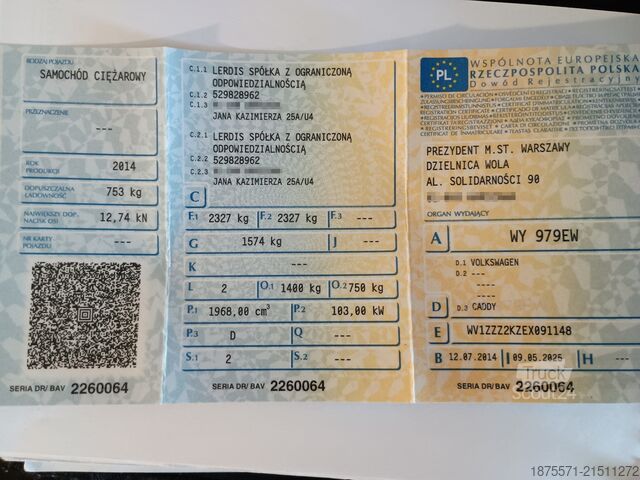 RODZAJ POJAZDU
SAMOCHÓD CIĘŻAROWY
PRZEZNACZENIE
---
ROK PRODUKCJI
2014
DOPUSZCZALNA ŁADOWNOŚĆ
753 kg
NAJWIĘKSZY DOP. NACISK OSI
12,74 kN
NR KARTY POJAZDU
---
SERIA DR/ BAV 2260064
C.1.1 LERDIS SPÓŁKA Z OGRANICZONĄ
ODPOWIEDZIALNOŚCIĄ
C.1.2 529828962
C.1.3
JANA KAZIMIERZA 25A/U4
C.2.1 LERDIS SPÓŁKA Z OGRANICZONĄ
ODPOWIEDZIALNOŚCIĄ
C.2.2 529828962
C.2.3
JANA KAZIMIERZA 25A/U4
C
F.1 2327 kg F.2 2327 kg F.3 ---
G 1574 kg J ---
K ---
L 2 O.1 1400 kg O.2 750 kg
P.1 1968,00 cm³ P.2 103,00 kW
P.3 D Q ---
S.1 2 S.2 ---
SERIA DR/ BAV 2260064
PL
WSPÓLNOTA EUROPEJSKA
RZECZPOSPOLITA POLSKA
Dowód Rejestracyjny
PREZYDENT M.ST. WARSZAWY
DZIELNICA WOLA
AL. SOLIDARNOŚCI 90
ORGAN WYDAJĄCY
A WY 979EW
D.1 VOLKSWAGEN
D.2 ---
----
----
D D.3 CADDY
E WV1ZZZ2KZEX091148
B 12.07.2014 09.05.2025 H ---
SERIA DR/ BAV 2260064
Truck
Scout24
1875571-21511272